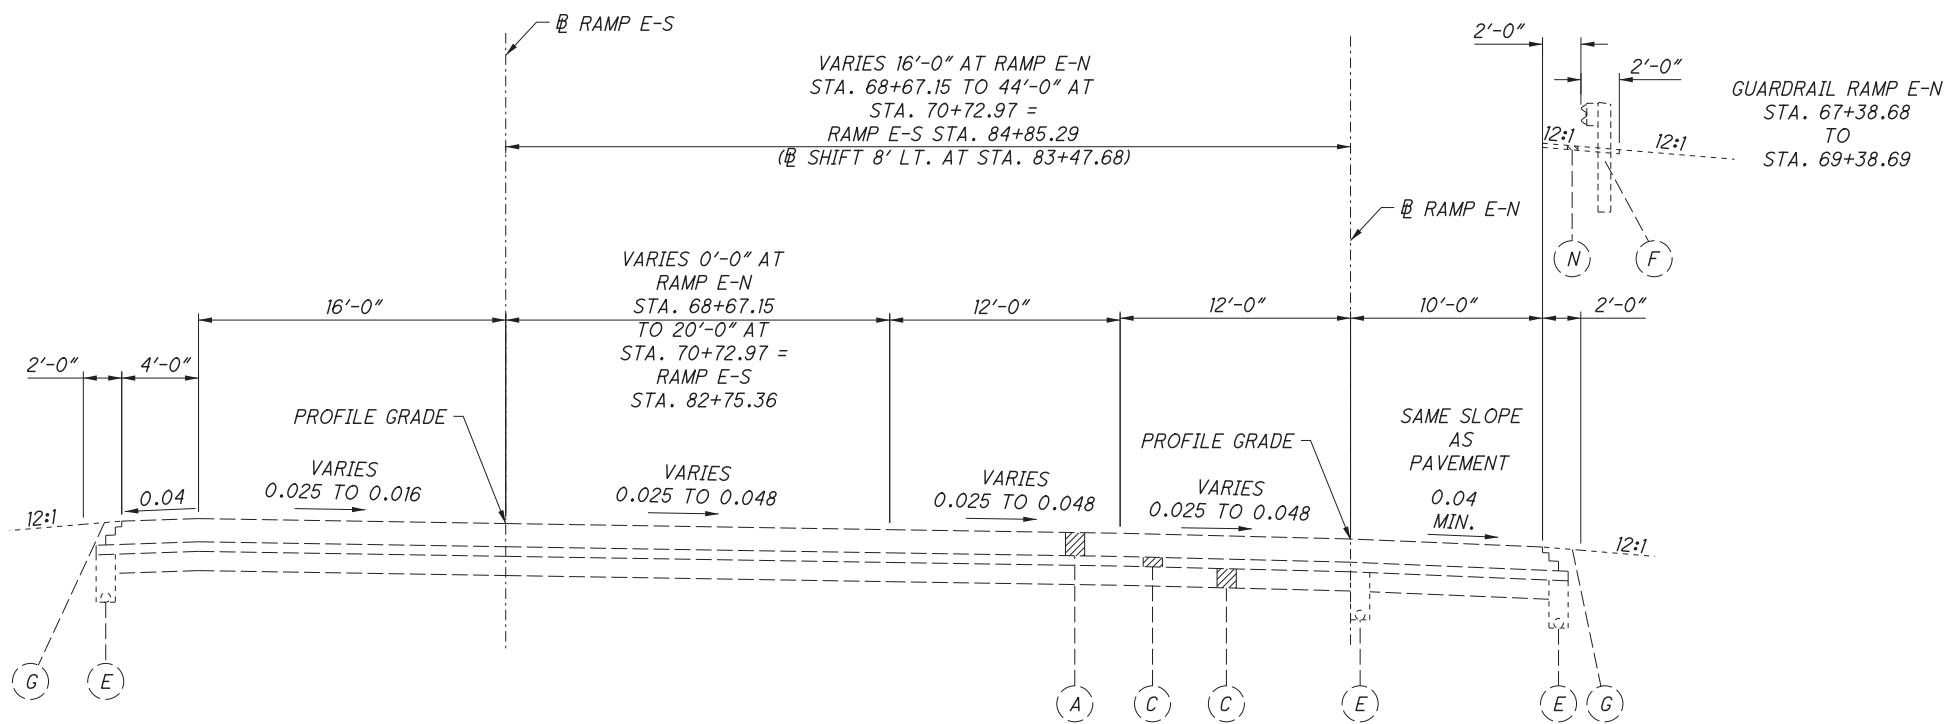 ℄ RAMP E-S
VARIES 16'-0" AT RAMP E-N
STA. 68+67.15 TO 44'-0" AT
STA. 70+72.97 =
RAMP E-S STA. 84+85.29
(℄ SHIFT 8' LT. AT STA. 83+47.68)
2'-0"
2'-0"
GUARDRAIL RAMP E-N
STA. 67+38.68
TO
STA. 69+38.69
12:1
12:1
N
F
℄ RAMP E-N
VARIES 0'-0" AT
RAMP E-N
STA. 68+67.15
TO 20'-0" AT
STA. 70+72.97 =
RAMP E-S
STA. 82+75.36
16'-0"
12'-0"
12'-0"
10'-0"
2'-0"
2'-0"
4'-0"
PROFILE GRADE
PROFILE GRADE
SAME SLOPE
AS
PAVEMENT
0.04
MIN.
12:1
0.04
VARIES
0.025 TO 0.016
VARIES
0.025 TO 0.048
VARIES
0.025 TO 0.048
VARIES
0.025 TO 0.048
12:1
G
E
A
C
C
E
E
G